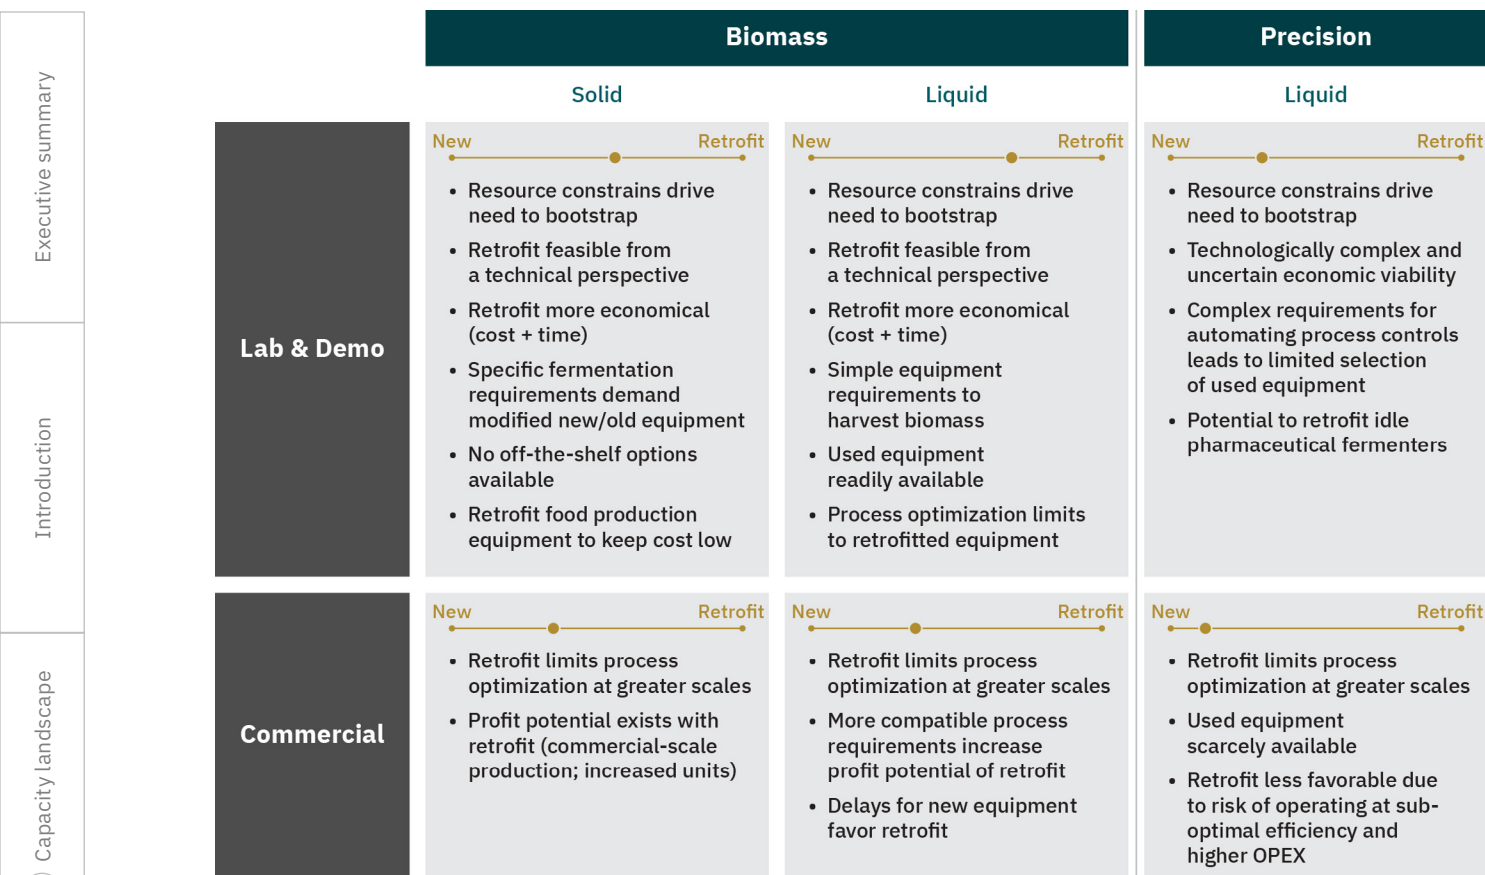 Executive summary
Introduction
Capacity landscape
Biomass
Precision
Solid
Liquid
Liquid
Lab & Demo
New Retrofit
• Resource constrains drive
need to bootstrap
• Retrofit feasible from
a technical perspective
• Retrofit more economical
(cost + time)
• Specific fermentation
requirements demand
modified new/old equipment
• No off-the-shelf options
available
• Retrofit food production
equipment to keep cost low
New Retrofit
• Resource constrains drive
need to bootstrap
• Retrofit feasible from
a technical perspective
• Retrofit more economical
(cost + time)
• Simple equipment
requirements to
harvest biomass
• Used equipment
readily available
• Process optimization limits
to retrofitted equipment
New Retrofit
• Resource constrains drive
need to bootstrap
• Technologically complex and
uncertain economic viability
• Complex requirements for
automating process controls
leads to limited selection
of used equipment
• Potential to retrofit idle
pharmaceutical fermenters
Commercial
New Retrofit
• Retrofit limits process
optimization at greater scales
• Profit potential exists with
retrofit (commercial-scale
production; increased units)
New Retrofit
• Retrofit limits process
optimization at greater scales
• More compatible process
requirements increase
profit potential of retrofit
• Delays for new equipment
favor retrofit
New Retrofit
• Retrofit limits process
optimization at greater scales
• Used equipment
scarcely available
• Retrofit less favorable due
to risk of operating at sub-
optimal efficiency and
higher OPEX